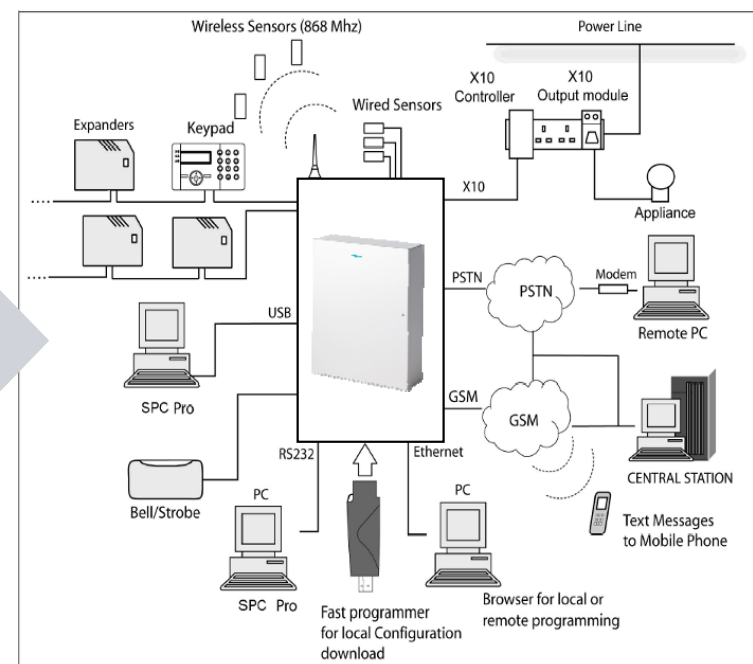 Wireless Sensors (868 Mhz)
Power Line
X10
Controller
X10
Output module
Wired Sensors
Expanders
Keypad
X10
Appliance
PSTN
PSTN
Modem
Remote PC
USB
SPC Pro
GSM
GSM
RS232
Ethernet
CENTRAL STATION
Bell/Strobe
PC
PC
Text Messages
to Mobile Phone
SPC Pro
Fast programmer
for local Configuration
download
Browser for local or
remote programming